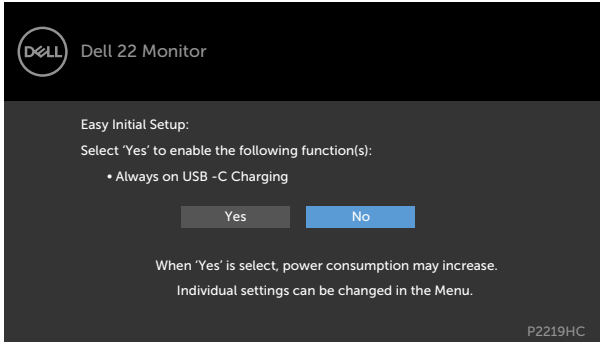 DELL
Dell 22 Monitor
Easy Initial Setup:
Select ‘Yes’ to enable the following function(s):
• Always on USB -C Charging
Yes No
When ‘Yes’ is select, power consumption may increase.
Individual settings can be changed in the Menu.
P2219HC